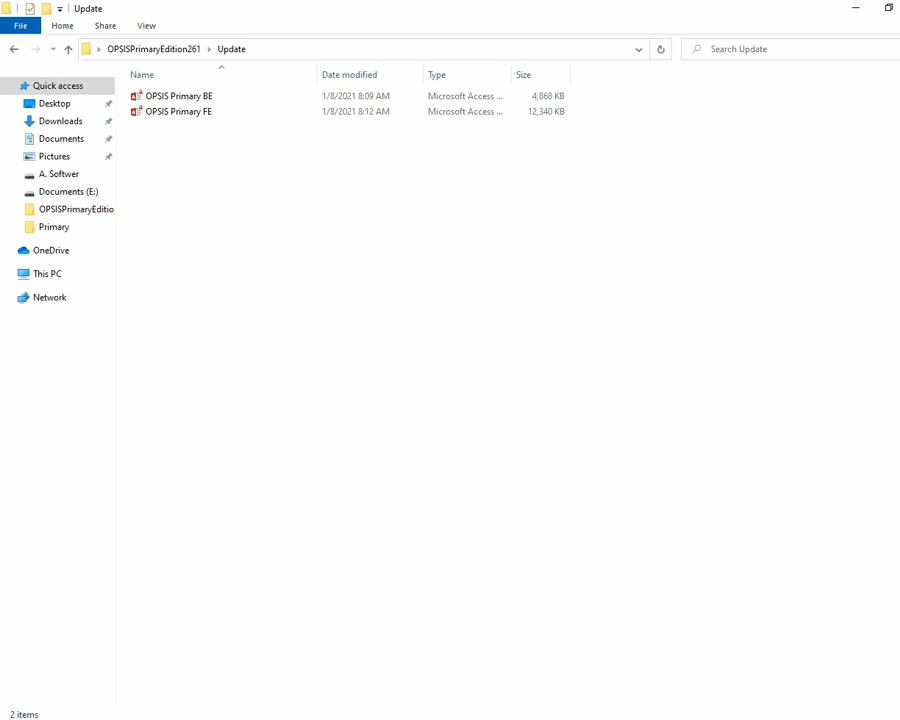 Update
File Home Share View
OPSISPrimaryEdition261 › Update
Search Update
Name Date modified Type Size
Quick access
OPSIS Primary BE 1/8/2021 8:09 AM Microsoft Access ... 4,868 KB
Desktop
OPSIS Primary FE 1/8/2021 8:12 AM Microsoft Access ... 12,340 KB
Downloads
Documents
Pictures
A. Softwer
Documents (E:)
OPSISPrimaryEditio
Primary
OneDrive
This PC
Network
2 items